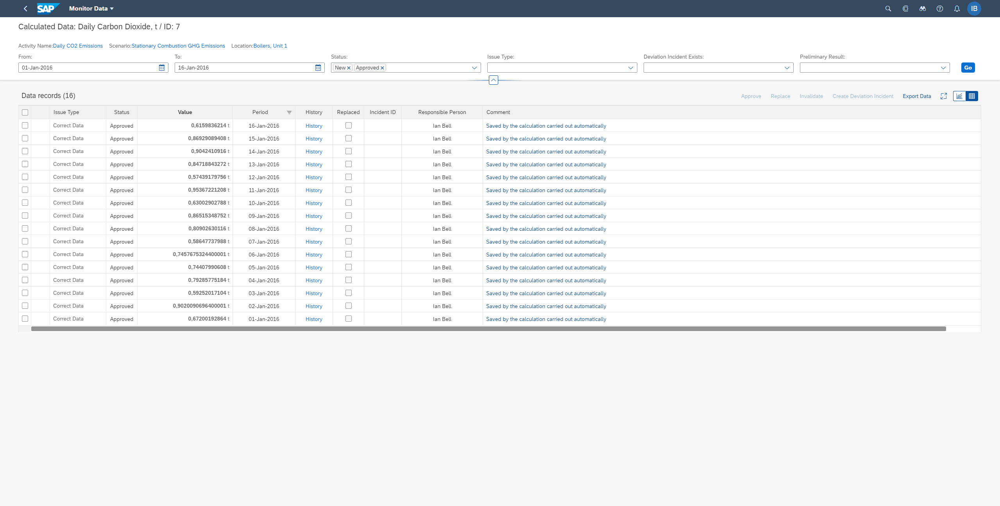 SAP Monitor Data IB
Calculated Data: Daily Carbon Dioxide, t / ID: 7
Activity Name:Daily CO2 Emissions Scenario:Stationary Combustion GHG Emissions Location:Boilers, Unit 1
From: To: Status: Issue Type: Deviation Incident Exists: Preliminary Result:
01-Jan-2016 16-Jan-2016 New Approved Go
Data records (16) Approve Replace Invalidate Create Deviation Incident Export Data
Issue Type Status Value Period History Replaced Incident ID Responsible Person Comment
Correct Data Approved 0,6159836214 t 16-Jan-2016 History Ian Bell Saved by the calculation carried out automatically
Correct Data Approved 0,86929089408 t 15-Jan-2016 History Ian Bell Saved by the calculation carried out automatically
Correct Data Approved 0,9042410916 t 14-Jan-2016 History Ian Bell Saved by the calculation carried out automatically
Correct Data Approved 0,84718843272 t 13-Jan-2016 History Ian Bell Saved by the calculation carried out automatically
Correct Data Approved 0,57439179756 t 12-Jan-2016 History Ian Bell Saved by the calculation carried out automatically
Correct Data Approved 0,95367221208 t 11-Jan-2016 History Ian Bell Saved by the calculation carried out automatically
Correct Data Approved 0,63002902788 t 10-Jan-2016 History Ian Bell Saved by the calculation carried out automatically
Correct Data Approved 0,86515348752 t 09-Jan-2016 History Ian Bell Saved by the calculation carried out automatically
Correct Data Approved 0,80902630116 t 08-Jan-2016 History Ian Bell Saved by the calculation carried out automatically
Correct Data Approved 0,58647737988 t 07-Jan-2016 History Ian Bell Saved by the calculation carried out automatically
Correct Data Approved 0,7457675324400001 t 06-Jan-2016 History Ian Bell Saved by the calculation carried out automatically
Correct Data Approved 0,74407990608 t 05-Jan-2016 History Ian Bell Saved by the calculation carried out automatically
Correct Data Approved 0,79285775184 t 04-Jan-2016 History Ian Bell Saved by the calculation carried out automatically
Correct Data Approved 0,59252017104 t 03-Jan-2016 History Ian Bell Saved by the calculation carried out automatically
Correct Data Approved 0,9020090696400001 t 02-Jan-2016 History Ian Bell Saved by the calculation carried out automatically
Correct Data Approved 0,67200192864 t 01-Jan-2016 History Ian Bell Saved by the calculation carried out automatically